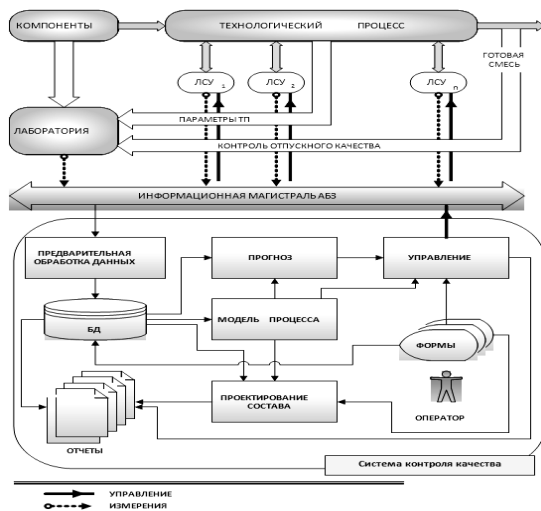 КОМПОНЕНТЫ
ТЕХНОЛОГИЧЕСКИЙ ПРОЦЕСС
ГОТОВАЯ
СМЕСЬ
ЛСУ 1
ЛСУ 2
ЛСУ n
ЛАБОРАТОРИЯ
ПАРАМЕТРЫ ТП
КОНТРОЛЬ ОТПУСКНОГО КАЧЕСТВА
ИНФОРМАЦИОННАЯ МАГИСТРАЛЬ АБЗ
ПРЕДВАРИТЕЛЬНАЯ
ОБРАБОТКА ДАННЫХ
ПРОГНОЗ
УПРАВЛЕНИЕ
БД
МОДЕЛЬ ПРОЦЕССА
ФОРМЫ
ПРОЕКТИРОВАНИЕ
СОСТАВА
ОПЕРАТОР
ОТЧЕТЫ
Система контроля качества
УПРАВЛЕНИЕ
ИЗМЕРЕНИЯ